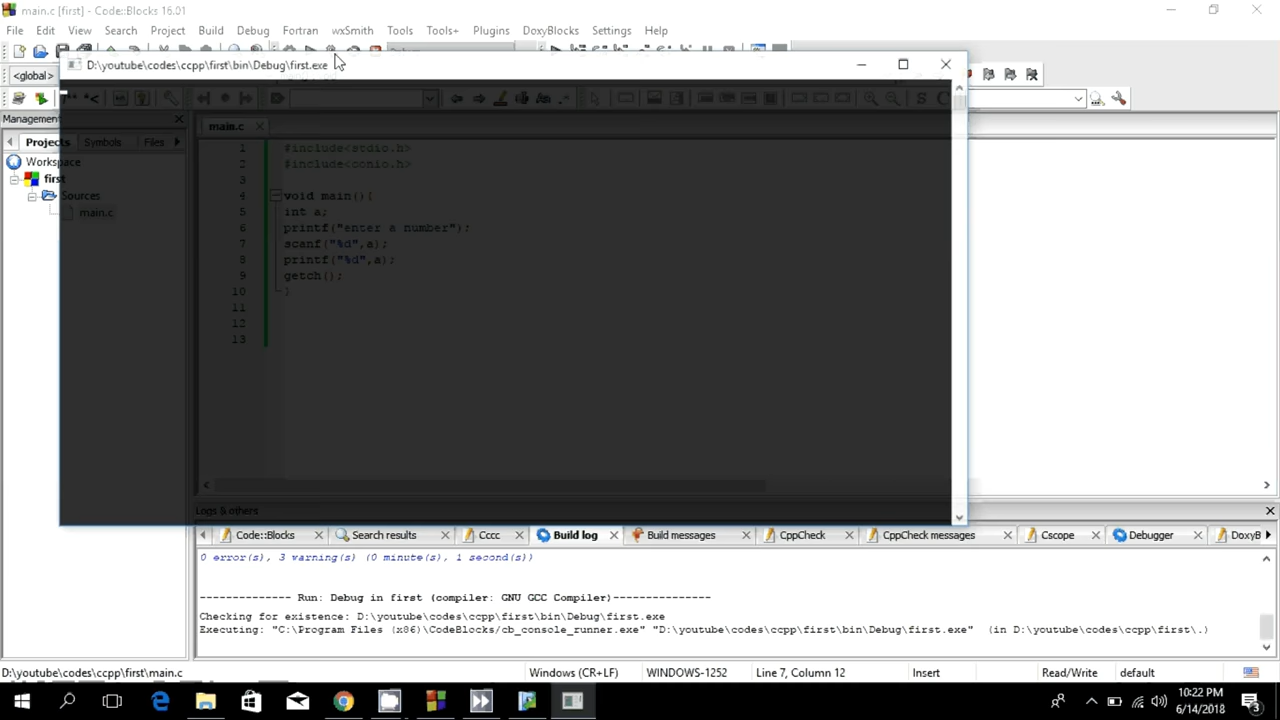 main.c [first] - Code::Blocks 16.01
File Edit View Search Project Build Debug Fortran wxSmith Tools Tools+ Plugins DoxyBlocks Settings Help
D:\youtube\codes\ccpp\first\bin\Debug\first.exe
<global>
Management
main.c
Projects Symbols Files
Workspace
first
Sources
main.c
1 #include<stdio.h>
2 #include<conio.h>
3
4 void main(){
5 int a;
6 printf("enter a number");
7 scanf("%d",a);
8 printf("%d",a);
9 getch();
10 }
11
12
13
Logs & others
Code::Blocks Search results Cccc Build log Build messages CppCheck CppCheck messages Cscope Debugger DoxyB
0 error(s), 3 warning(s) (0 minute(s), 1 second(s))
-------------- Run: Debug in first (compiler: GNU GCC Compiler)---------------
Checking for existence: D:\youtube\codes\ccpp\first\bin\Debug\first.exe
Executing: "C:\Program Files (x86)\CodeBlocks/cb_console_runner.exe" "D:\youtube\codes\ccpp\first\bin\Debug\first.exe" (in D:\youtube\codes\ccpp\first\.)
D:\youtube\codes\ccpp\first\main.c Windows (CR+LF) WINDOWS-1252 Line 7, Column 12 Insert Read/Write default
10:22 PM
6/14/2018